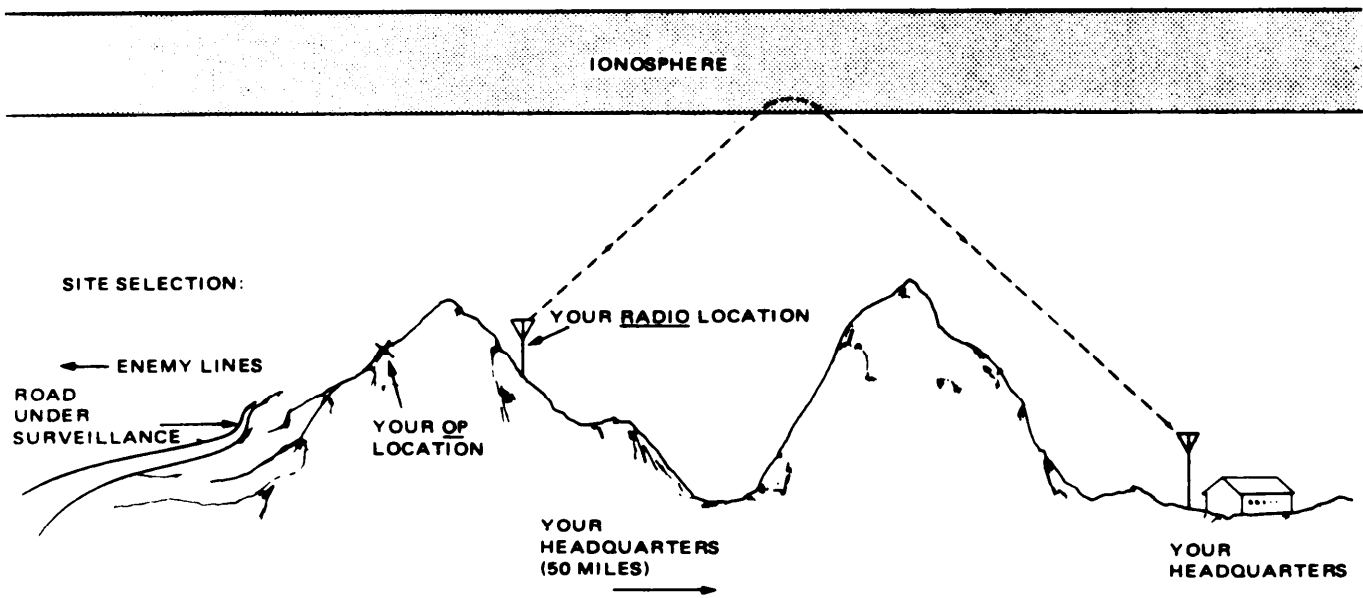 IONOSPHERE
SITE SELECTION:
YOUR RADIO LOCATION
ENEMY LINES
ROAD
UNDER
SURVEILLANCE
YOUR OP
LOCATION
YOUR
HEADQUARTERS
(50 MILES)
YOUR
HEADQUARTERS